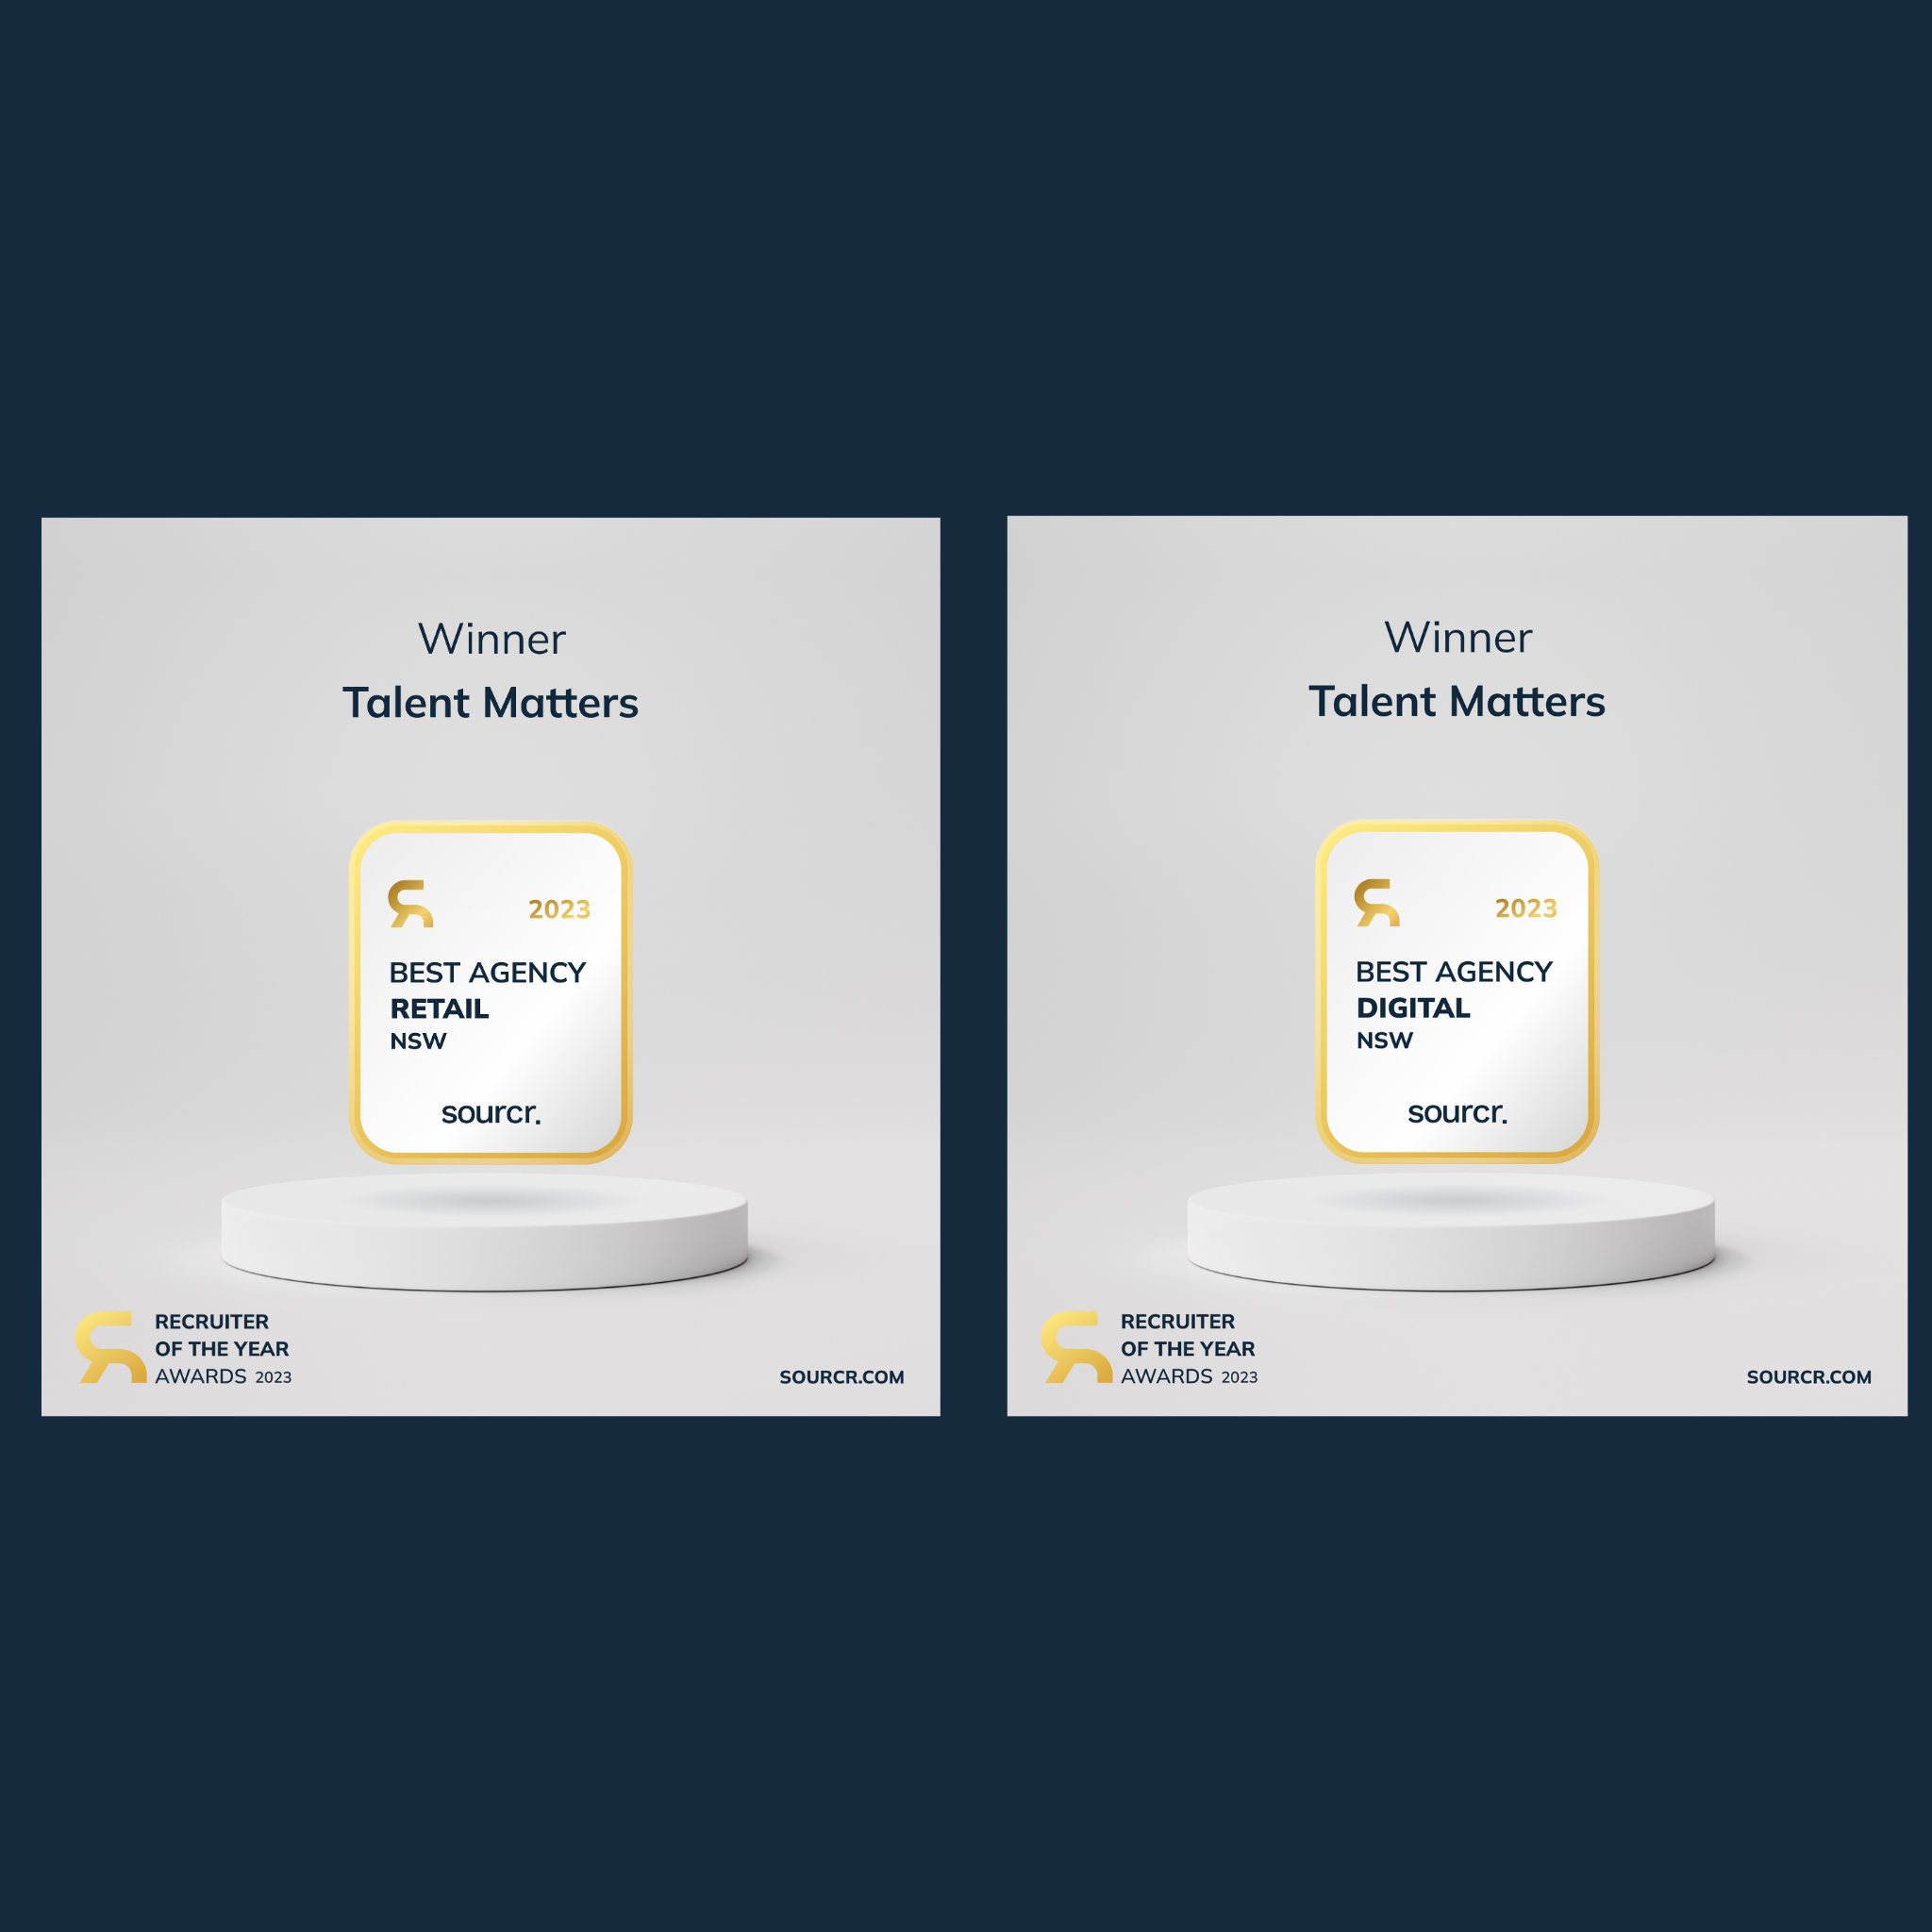 Winner
Talent Matters
2023
BEST AGENCY
RETAIL
NSW
sourcr.
RECRUITER
OF THE YEAR
AWARDS 2023
SOURCR.COM
Winner
Talent Matters
2023
BEST AGENCY
DIGITAL
NSW
sourcr.
RECRUITER
OF THE YEAR
AWARDS 2023
SOURCR.COM